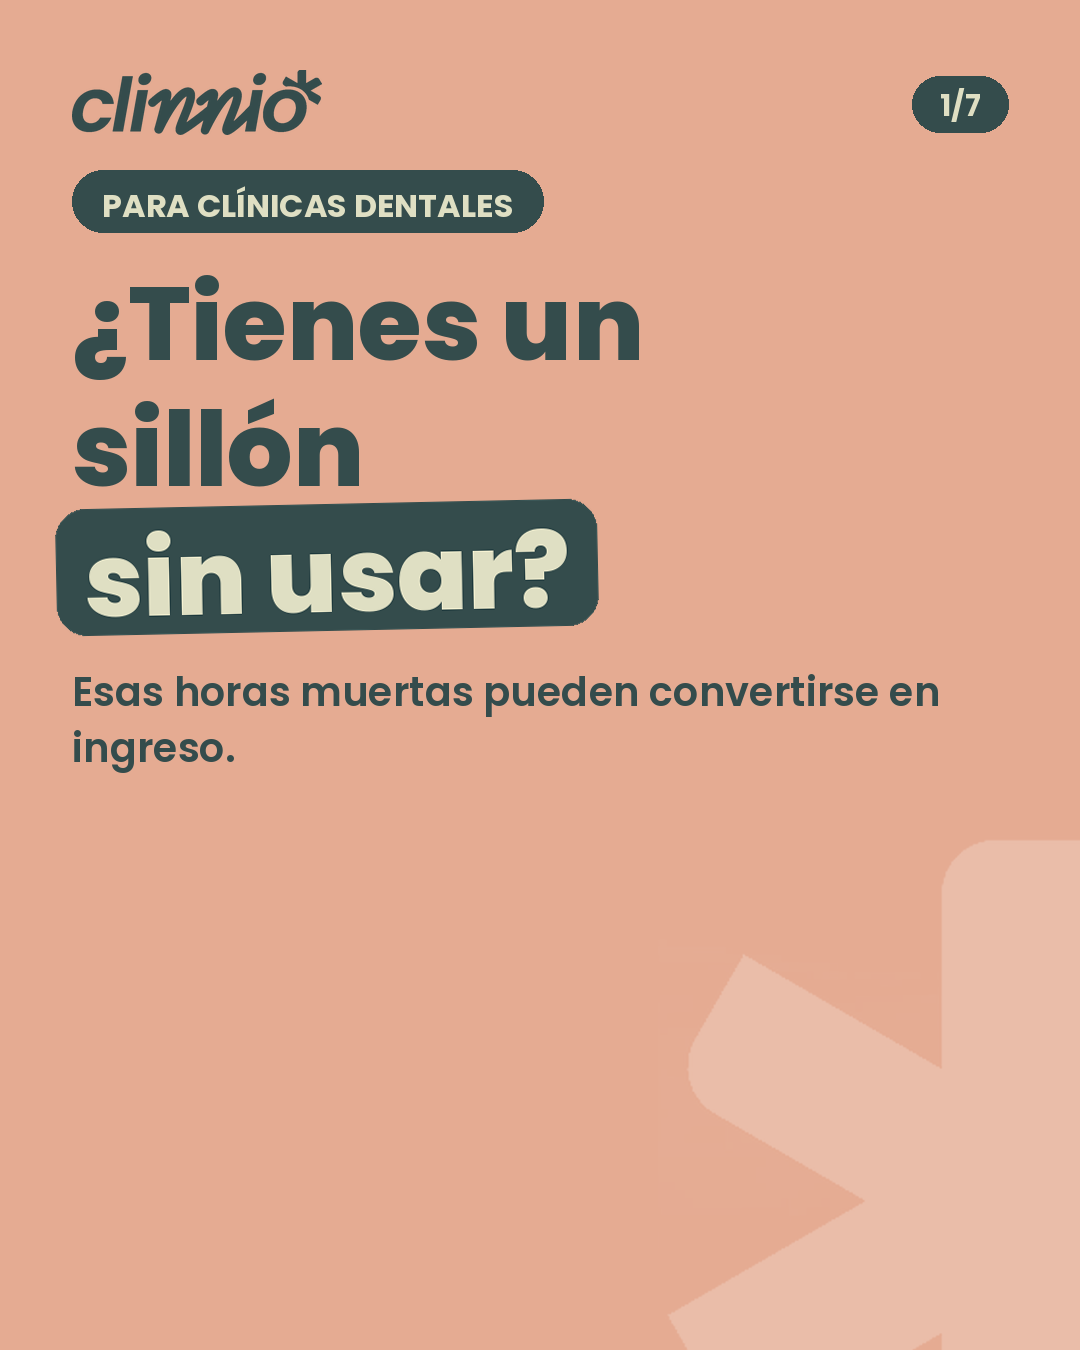 clinnio*
1/7
PARA CLÍNICAS DENTALES
¿Tienes un
sillón
sin usar?
Esas horas muertas pueden convertirse en
ingreso.